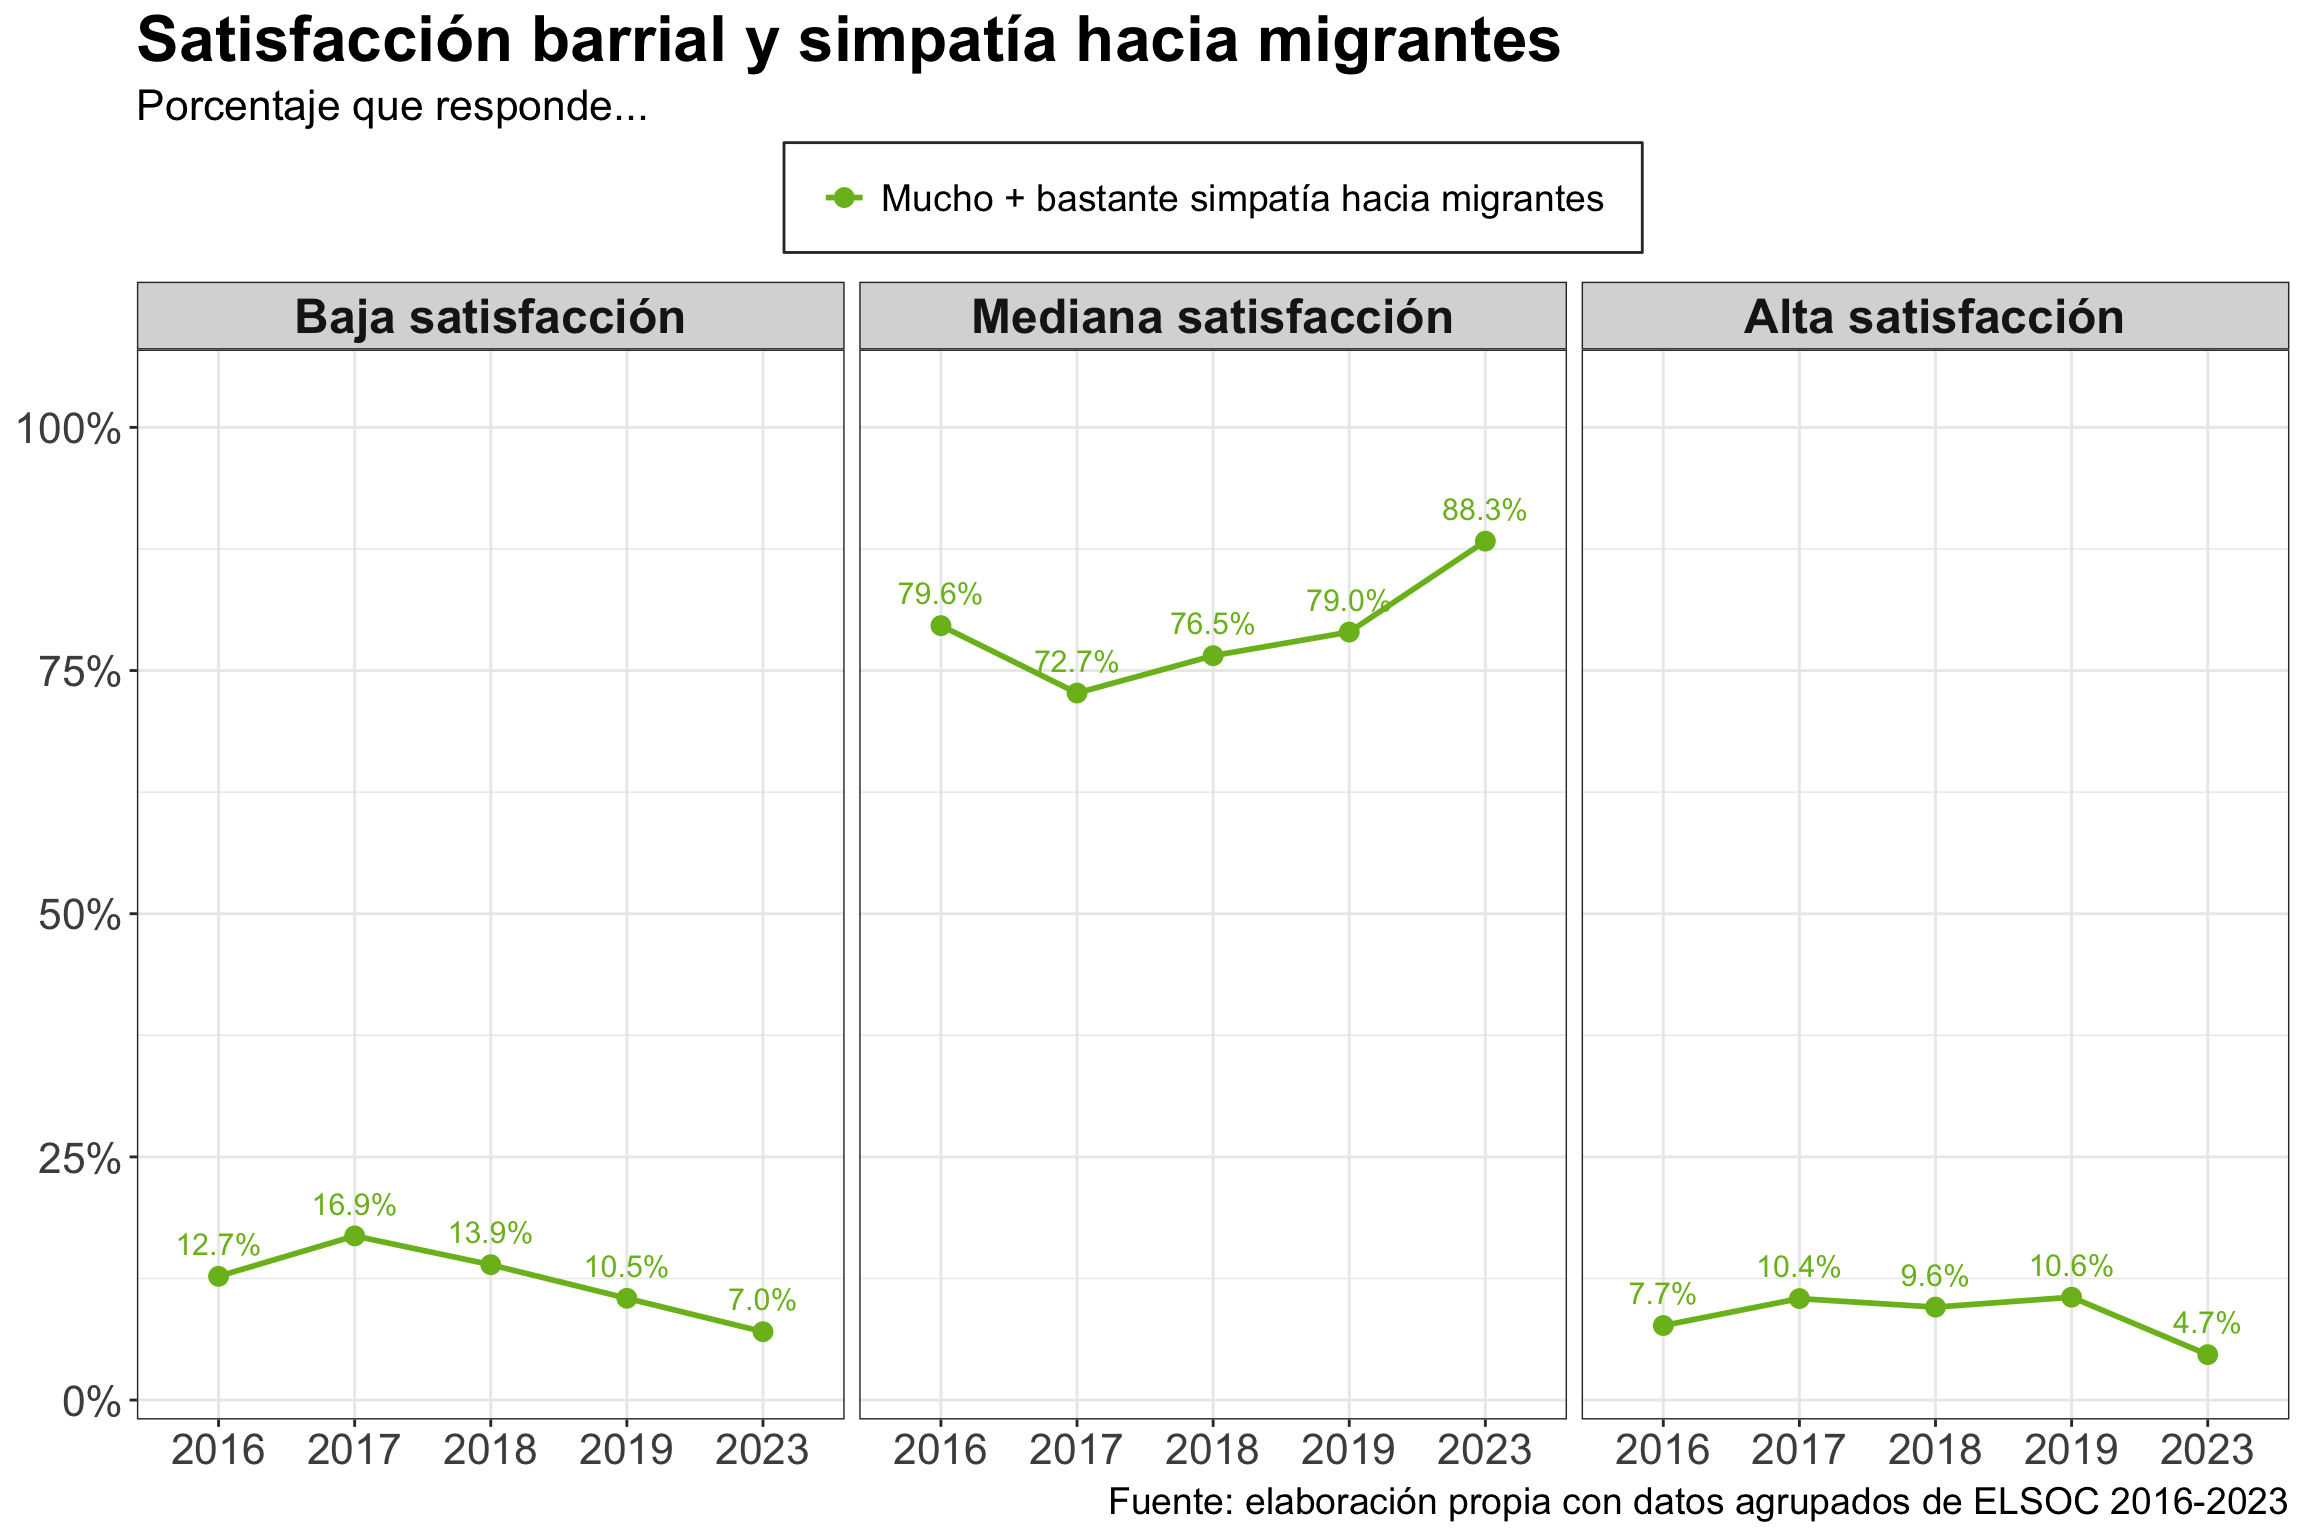 Satisfacción barrial y simpatía hacia migrantes
Porcentaje que responde...
Mucho + bastante simpatía hacia migrantes
Baja satisfacción
Mediana satisfacción
Alta satisfacción
100%
75%
50%
25%
0%
12.7%
16.9%
13.9%
10.5%
7.0%
79.6%
72.7%
76.5%
79.0%
88.3%
7.7%
10.4%
9.6%
10.6%
4.7%
2016 2017 2018 2019 2023
2016 2017 2018 2019 2023
2016 2017 2018 2019 2023
Fuente: elaboración propia con datos agrupados de ELSOC 2016-2023